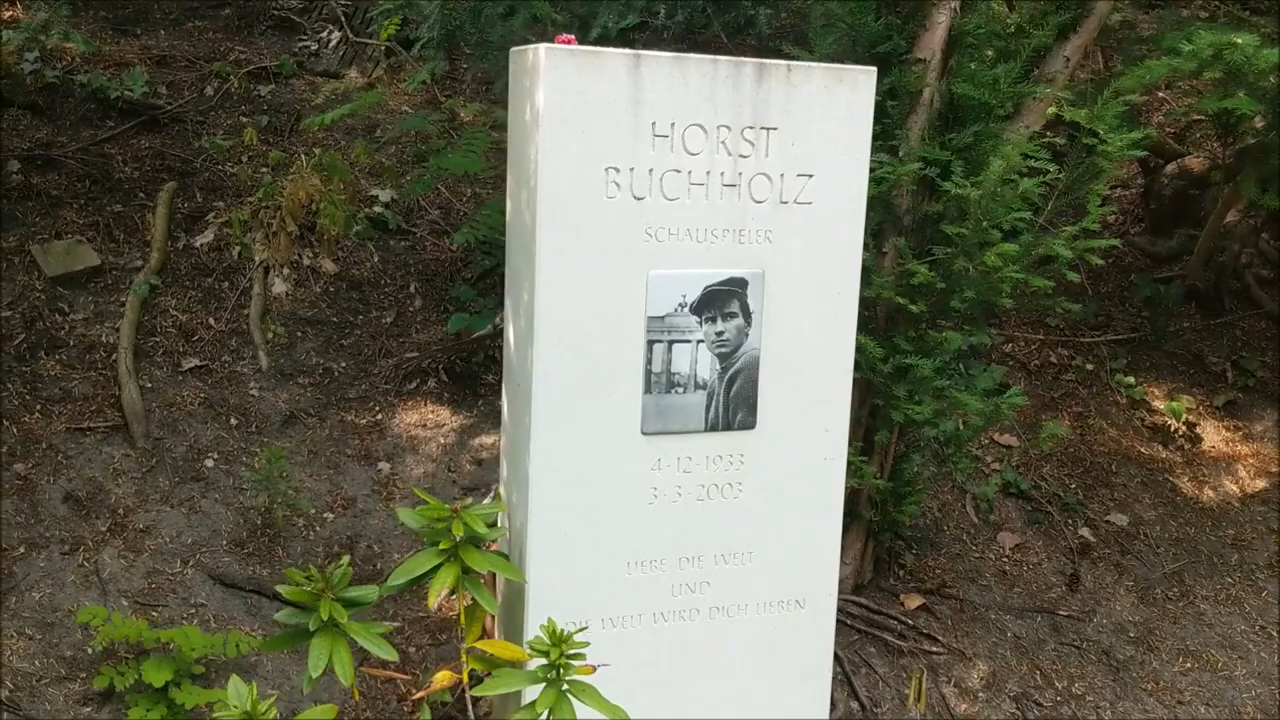 HORST
BUCHHOLZ
SCHAUSPIELER
4·12·1933
3·3·2003
LIEBE DIE WELT
UND
DIE WELT WIRD DICH LIEBEN